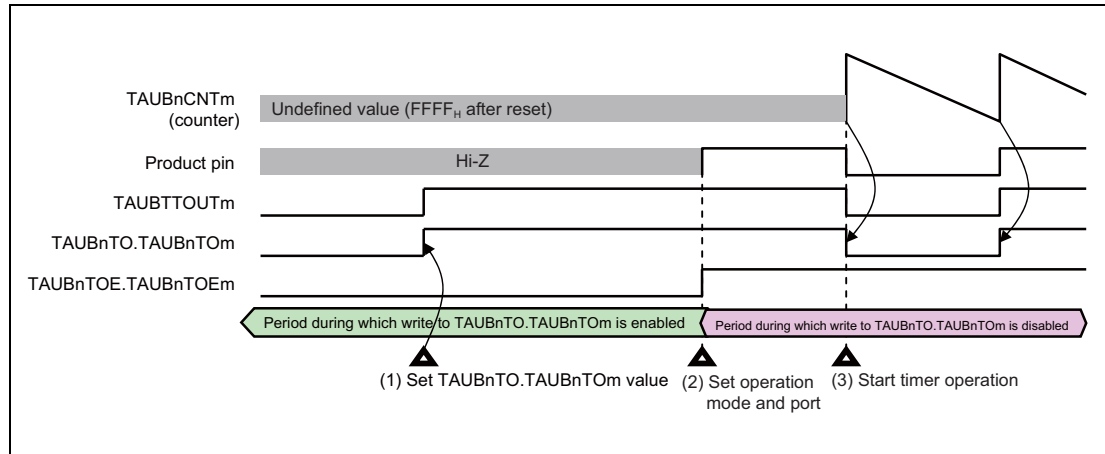 TAUBnCNTm
(counter)
Undefined value (FFFFH after reset)
Product pin
Hi-Z
TAUBTTOUTm
TAUBnTO.TAUBnTOm
TAUBnTOE.TAUBnTOEm
Period during which write to TAUBnTO.TAUBnTOm is enabled
Period during which write to TAUBnTO.TAUBnTOm is disabled
(1) Set TAUBnTO.TAUBnTOm value
(2) Set operation
mode and port
(3) Start timer operation